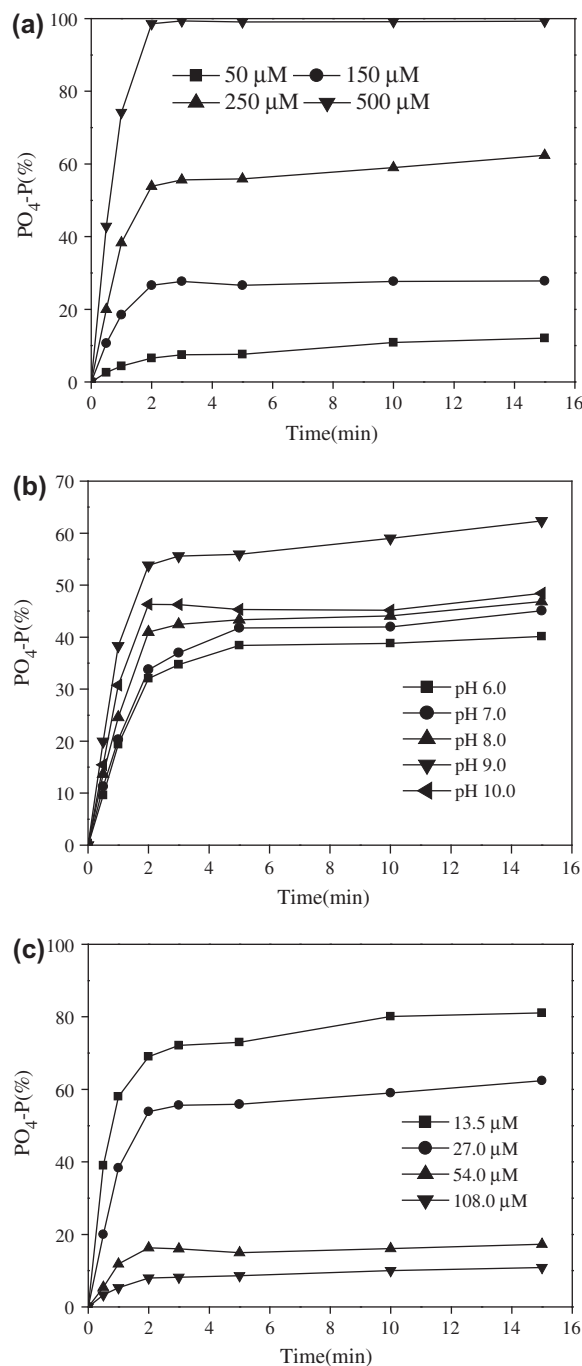 (a)
100
80
60
40
20
0
PO4-P(%)
50 µM 150 µM
250 µM 500 µM
0 2 4 6 8 10 12 14 16
Time(min)
(b)
70
60
50
40
30
20
10
0
PO4-P(%)
pH 6.0
pH 7.0
pH 8.0
pH 9.0
pH 10.0
0 2 4 6 8 10 12 14 16
Time(min)
(c)
100
80
60
40
20
0
PO4-P(%)
13.5 µM
27.0 µM
54.0 µM
108.0 µM
0 2 4 6 8 10 12 14 16
Time(min)